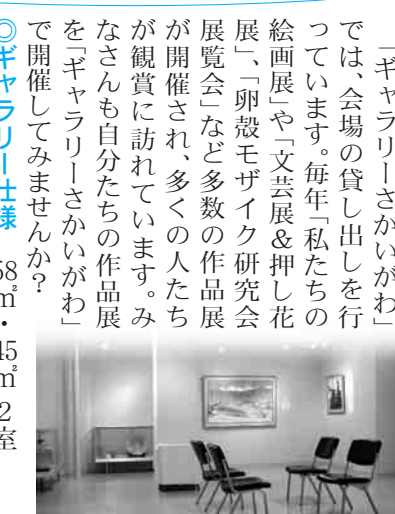 「ギャラリーさかいがわ」
では、会場の貸し出しを行
っています。毎年「私たちの
絵画展」や「文芸展&押し花
展」、「卵殻モザイク研究会
展覧会」など多数の作品展
が開催され、多くの人たち
が観賞に訪れています。み
なさんも自分たちの作品展
を「ギャラリーさかいがわ」
で開催してみませんか?
◎ギャラリー仕様 58㎡・45㎡ 2室